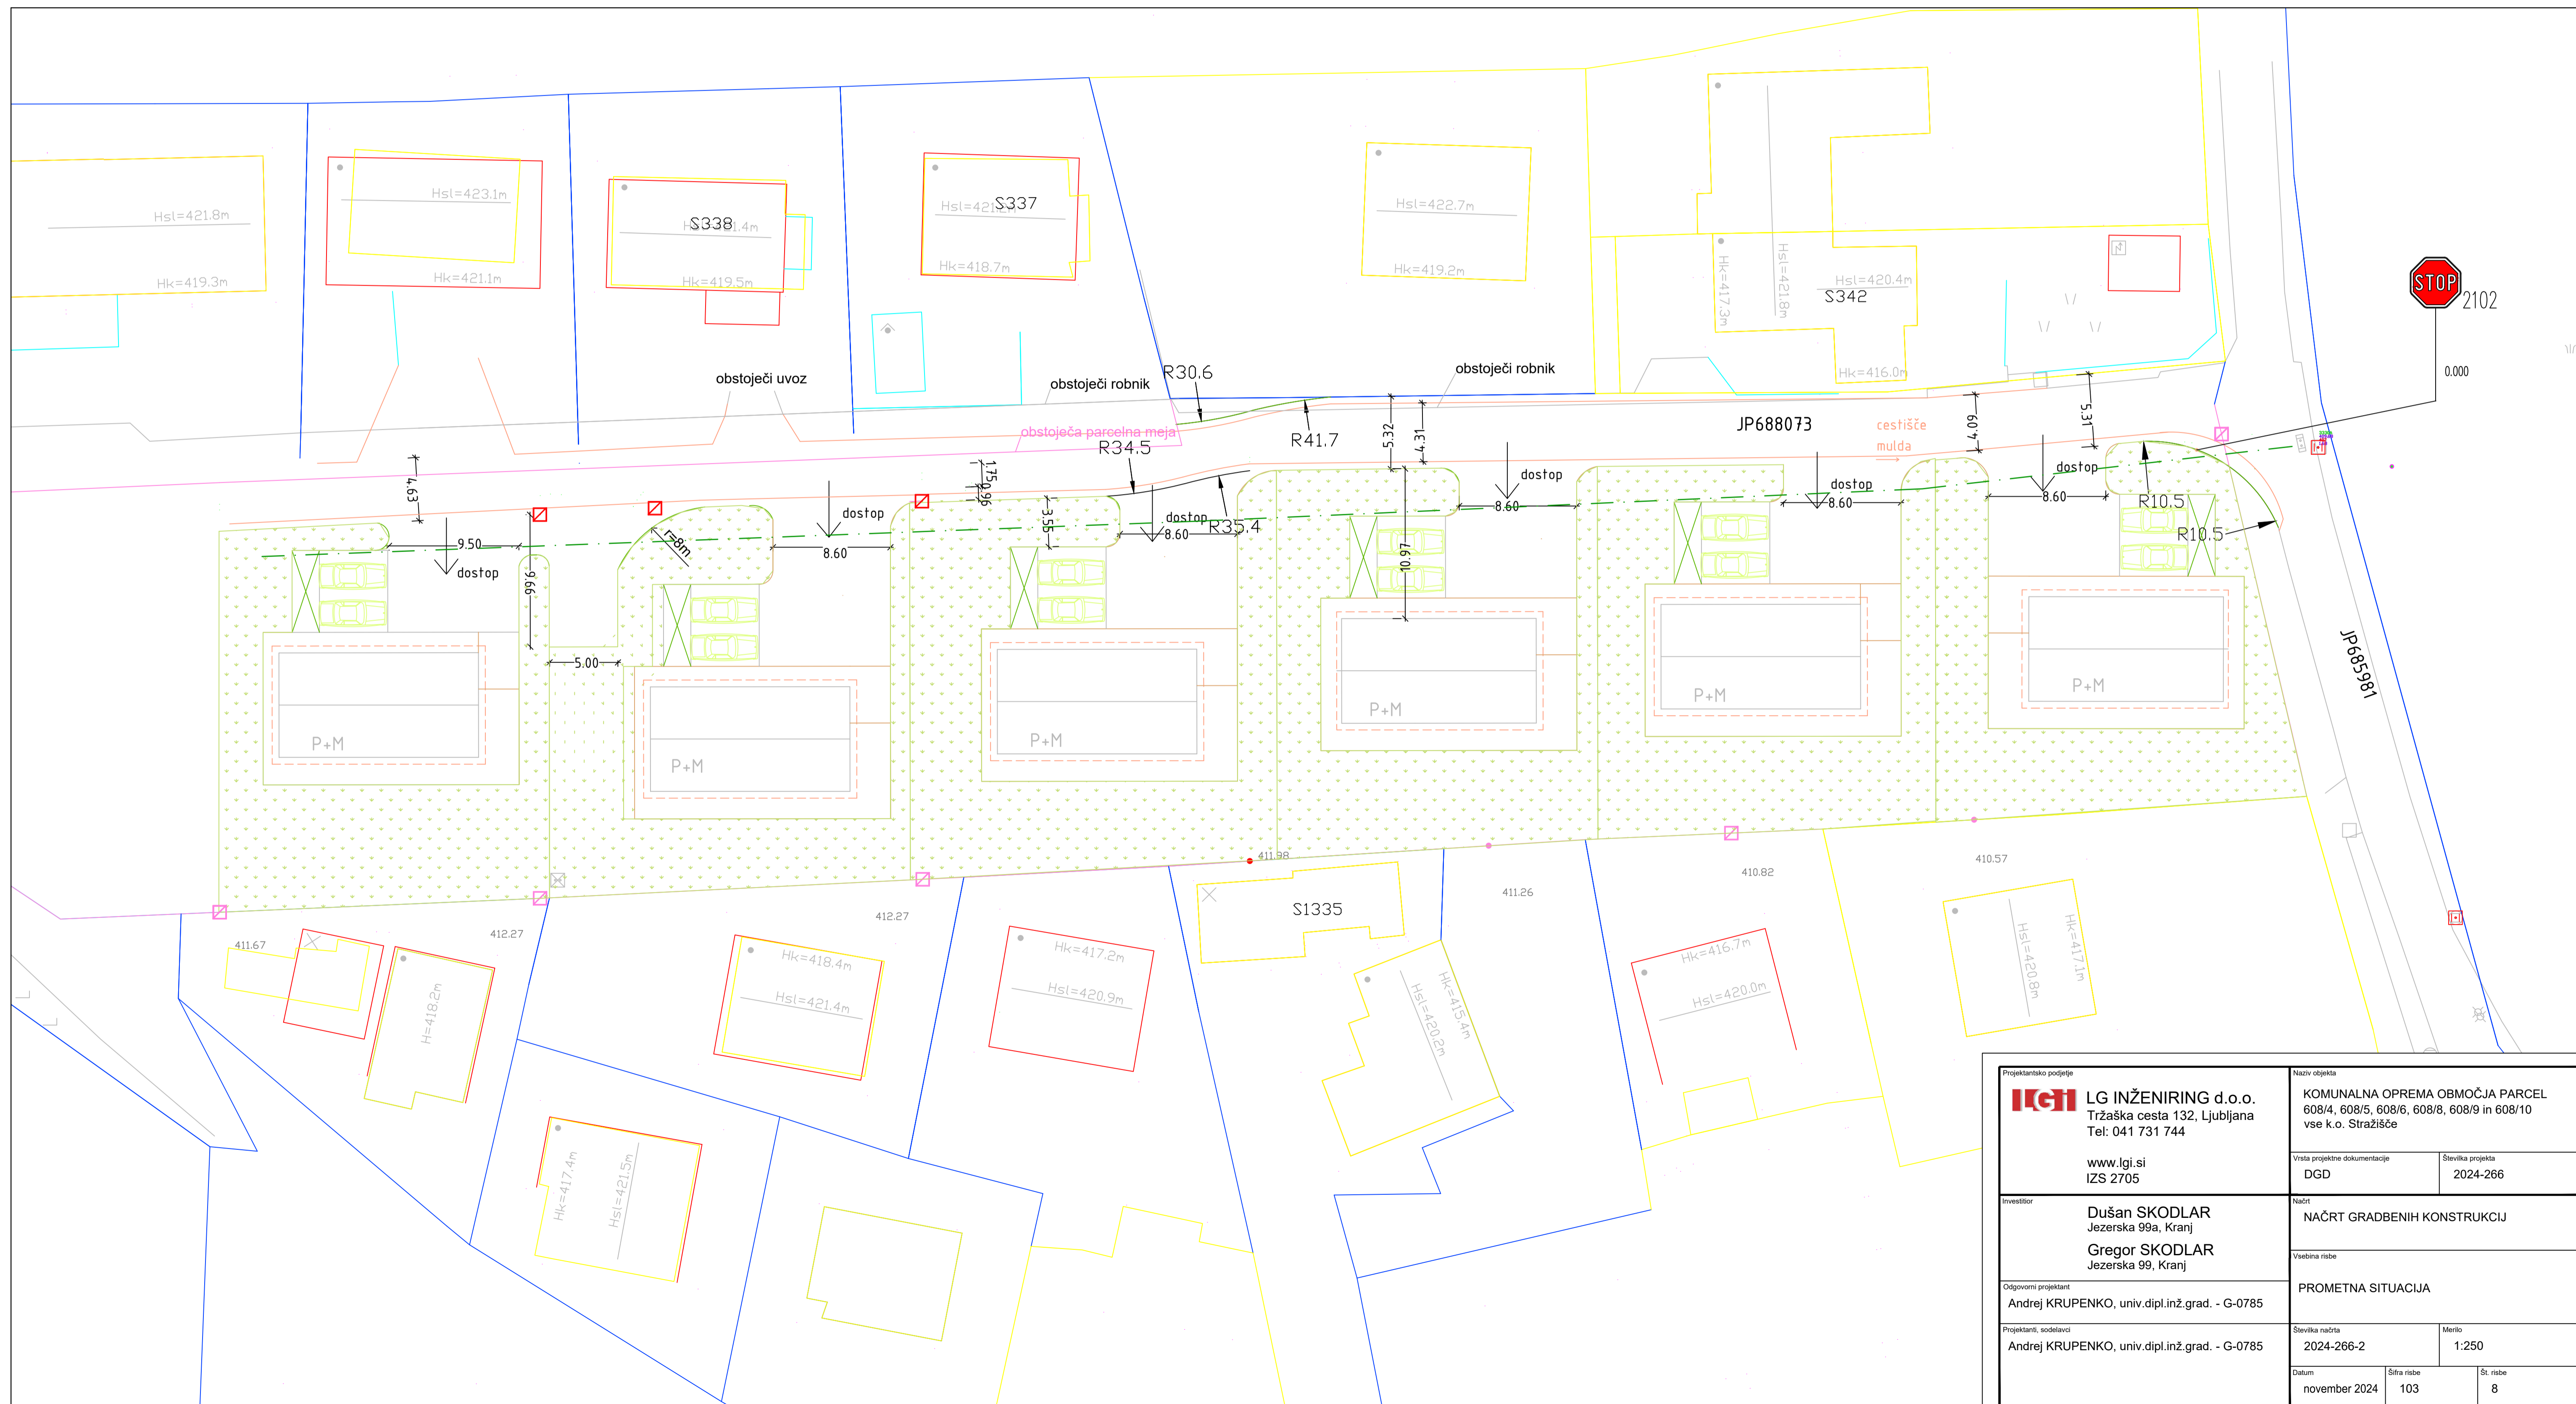 Hsl=421.8m
Hk=419.3m
Hsl=423.1m
Hk=421.1m
S338
Hk=419.5m
S337
Hk=418.7m
Hsl=422.7m
Hk=419.2m
Hk=417.3m
Hsl=421.8m
Hsl=420.4m
S342
Hk=416.0m
STOP
2102
0.000
obstoječi uvoz
obstoječi robnik
R30.6
obstoječi robnik
obstoječa parcelna meja
R34.5
R41.7
5.32
4.31
JP688073
cestišče
mulda
4.09
5.31
4.63
1.75
0.96
3.55
9.50
dostop
9.66
r=8m
dostop
8.60
dostop
8.60
R35.4
10.97
dostop
8.60
dostop
8.60
dostop
8.60
R10.5
R10.5
5.00
JP685981
P+M
P+M
P+M
P+M
P+M
P+M
411.67
412.27
412.27
411.98
411.26
410.82
410.57
H=418.2m
Hk=418.4m
Hsl=421.4m
Hk=417.2m
Hsl=420.9m
S1335
Hsl=420.2m
Hk=415.4m
Hk=416.7m
Hsl=420.0m
Hsl=420.8m
Hk=417.1m
Hk=417.4m
Hsl=421.5m
Projektantsko podjetje
LGi
LG INŽENIRING d.o.o.
Tržaška cesta 132, Ljubljana
Tel: 041 731 744
www.lgi.si
IZS 2705
Naziv objekta
KOMUNALNA OPREMA OBMOČJA PARCEL
608/4, 608/5, 608/6, 608/8, 608/9 in 608/10
vse k.o. Stražišče
Vrsta projektne dokumentacije
DGD
Številka projekta
2024-266
Investitor
Dušan SKODLAR
Jezerska 99a, Kranj
Gregor SKODLAR
Jezerska 99, Kranj
Načrt
NAČRT GRADBENIH KONSTRUKCIJ
Vsebina risbe
PROMETNA SITUACIJA
Odgovorni projektant
Andrej KRUPENKO, univ.dipl.inž.grad. - G-0785
Projektanti, sodelavci
Andrej KRUPENKO, univ.dipl.inž.grad. - G-0785
Številka načrta
2024-266-2
Merilo
1:250
Datum
november 2024
Šifra risbe
103
Št. risbe
8